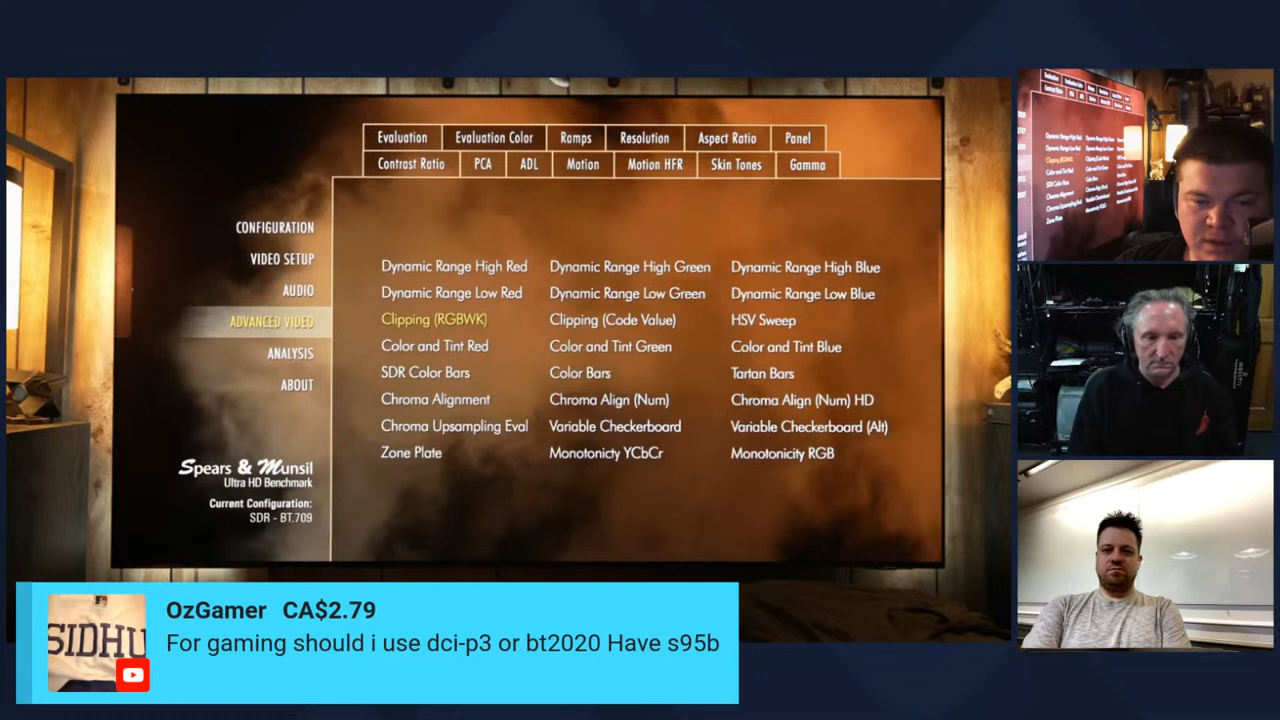 Evaluation Evaluation Color Ramps Resolution Aspect Ratio Panel
Contrast Ratio PCA ADL Motion Motion HFR Skin Tones Gamma
CONFIGURATION
VIDEO SETUP
AUDIO
ADVANCED VIDEO
ANALYSIS
ABOUT
Dynamic Range High Red Dynamic Range High Green Dynamic Range High Blue
Dynamic Range Low Red Dynamic Range Low Green Dynamic Range Low Blue
Clipping (RGBWK) Clipping (Code Value) HSV Sweep
Color and Tint Red Color and Tint Green Color and Tint Blue
SDR Color Bars Color Bars Tartan Bars
Chroma Alignment Chroma Align (Num) Chroma Align (Num) HD
Chroma Upsampling Eval Variable Checkerboard Variable Checkerboard (Alt)
Zone Plate Monotonicty YCbCr Monotonicity RGB
Spears & Munsil
Ultra HD Benchmark
Current Configuration:
SDR - BT.709
SIDHU
OzGamer CA$2.79
For gaming should i use dci-p3 or bt2020 Have s95b